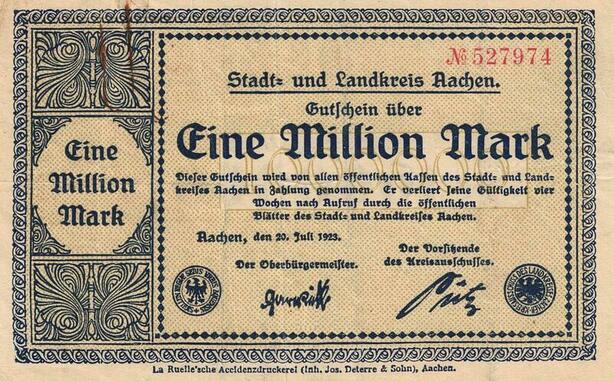 № 527974
Stadt- und Landkreis Aachen.
Gutschein über
Eine Million Mark
Dieser Gutschein wird von allen öffentlichen Kassen des Stadt- und Land-
kreises Aachen in Zahlung genommen. Er verliert seine Gültigkeit vier
Wochen nach Aufruf durch die öffentlichen
Blätter des Stadt- und Landkreises Aachen.
Aachen, den 20. Juli 1923.
Der Oberbürgermeister.
Der Vorsitzende
des Kreisausschusses.
Eine
Million
Mark
La Ruelle'sche Accidenzdruckerei (Inh. Jos. Deterre & Sohn), Aachen.